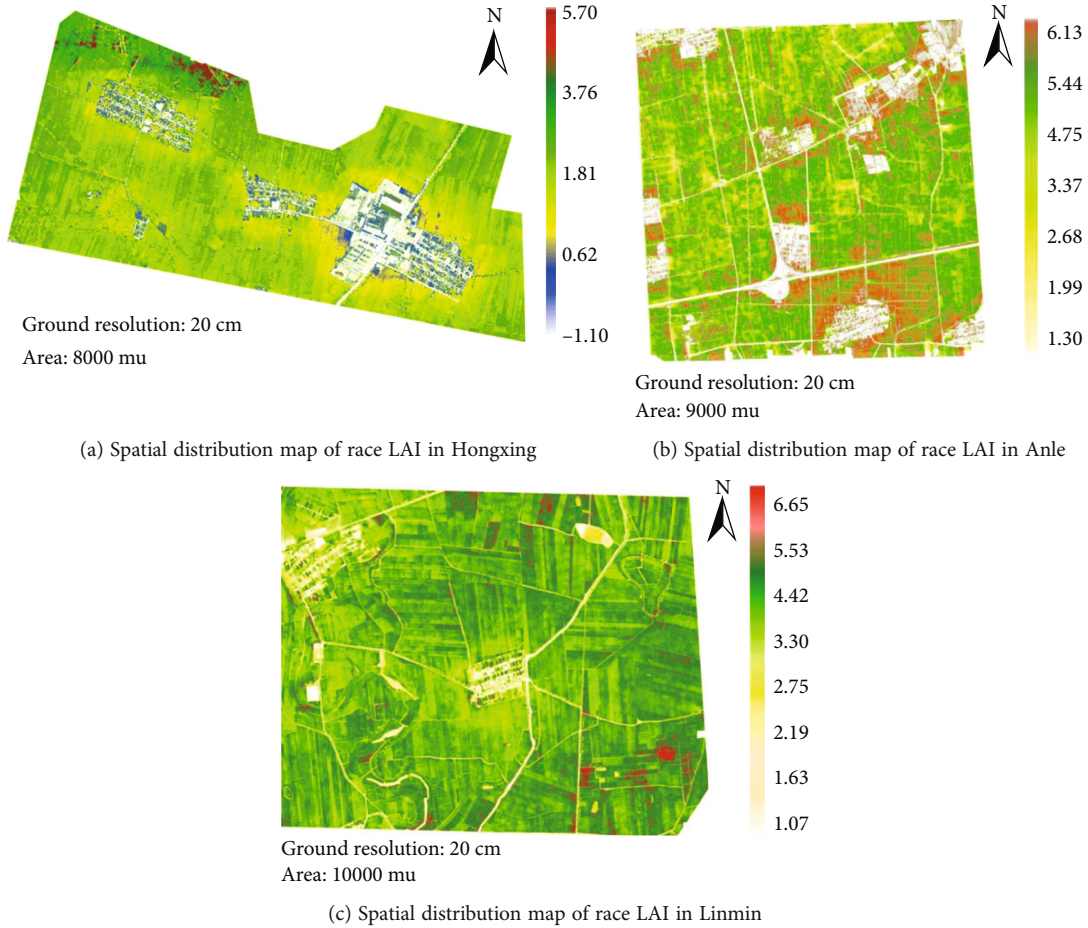 N
5.70
3.76
1.81
0.62
−1.10
Ground resolution: 20 cm
Area: 8000 mu
(a) Spatial distribution map of race LAI in Hongxing
N
6.13
5.44
4.75
3.37
2.68
1.99
1.30
Ground resolution: 20 cm
Area: 9000 mu
(b) Spatial distribution map of race LAI in Anle
N
6.65
5.53
4.42
3.30
2.75
2.19
1.63
1.07
Ground resolution: 20 cm
Area: 10000 mu
(c) Spatial distribution map of race LAI in Linmin